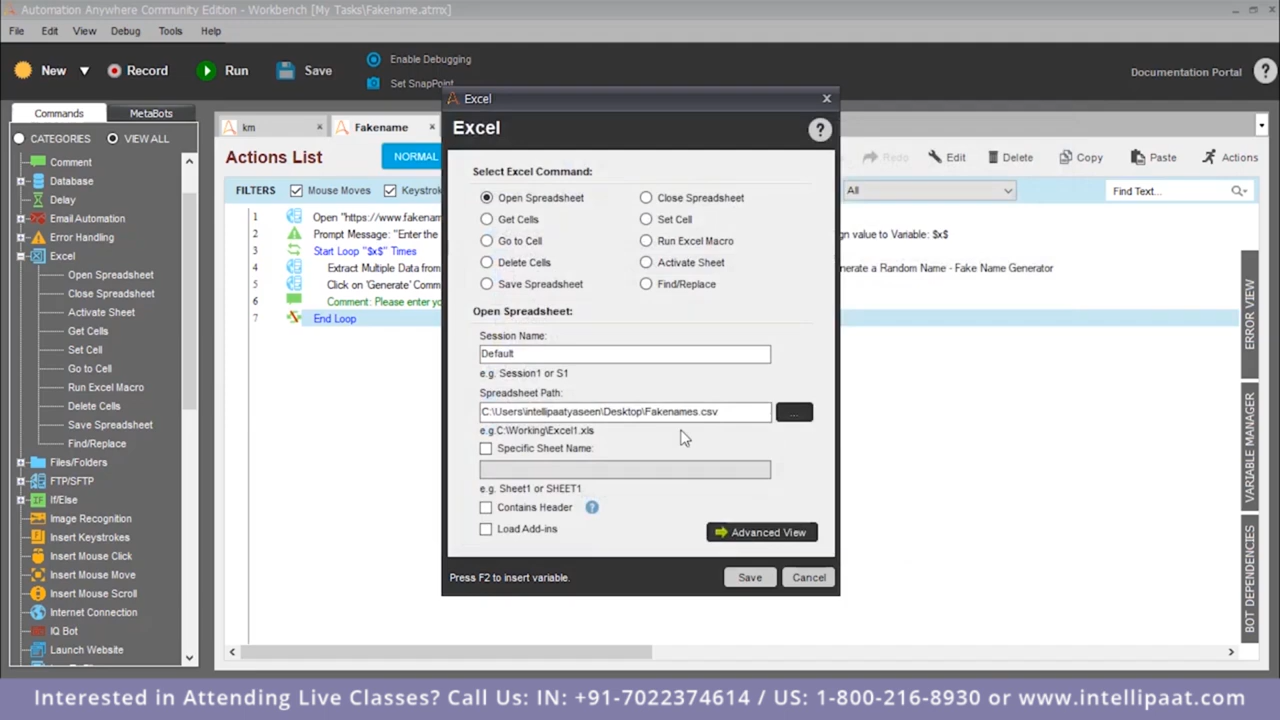 Automation Anywhere Community Edition - Workbench [My Tasks\Fakename.atmx]
File Edit View Debug Tools Help
New Record Run Save
Enable Debugging
Set SnapPoint
Documentation Portal
Commands MetaBots
CATEGORIES VIEW ALL
Comment
Database
Delay
Email Automation
Error Handling
Excel
Open Spreadsheet
Close Spreadsheet
Activate Sheet
Get Cells
Set Cell
Go to Cell
Run Excel Macro
Delete Cells
Save Spreadsheet
Find/Replace
Files/Folders
FTP/SFTP
If/Else
Image Recognition
Insert Keystrokes
Insert Mouse Click
Insert Mouse Move
Insert Mouse Scroll
Internet Connection
IQ Bot
Launch Website
km Fakename
Actions List NORMAL
Redo Edit Delete Copy Paste Actions
FILTERS Mouse Moves Keystro
All Find Text...
1 Open "https://www.fakenam
2 Prompt Message: "Enter the
gn value to Variable: $x$
3 Start Loop "$x$" Times
4 Extract Multiple Data from
nerate a Random Name - Fake Name Generator
5 Click on 'Generate' Comm
6 Comment: Please enter yo
7 End Loop
ERROR VIEW
VARIABLE MANAGER
BOT DEPENDENCIES
Excel
Excel
Select Excel Command:
Open Spreadsheet Close Spreadsheet
Get Cells Set Cell
Go to Cell Run Excel Macro
Delete Cells Activate Sheet
Save Spreadsheet Find/Replace
Open Spreadsheet:
Session Name:
Default
e.g. Session1 or S1
Spreadsheet Path:
C:\Users\intellipaatyaseen\Desktop\Fakenames.csv ...
e.g.C:\Working\Excel1.xls
Specific Sheet Name:
e.g. Sheet1 or SHEET1
Contains Header ?
Load Add-ins
Advanced View
Press F2 to insert variable.
Save Cancel
Interested in Attending Live Classes? Call Us: IN: +91-7022374614 / US: 1-800-216-8930 or www.intellipaat.com